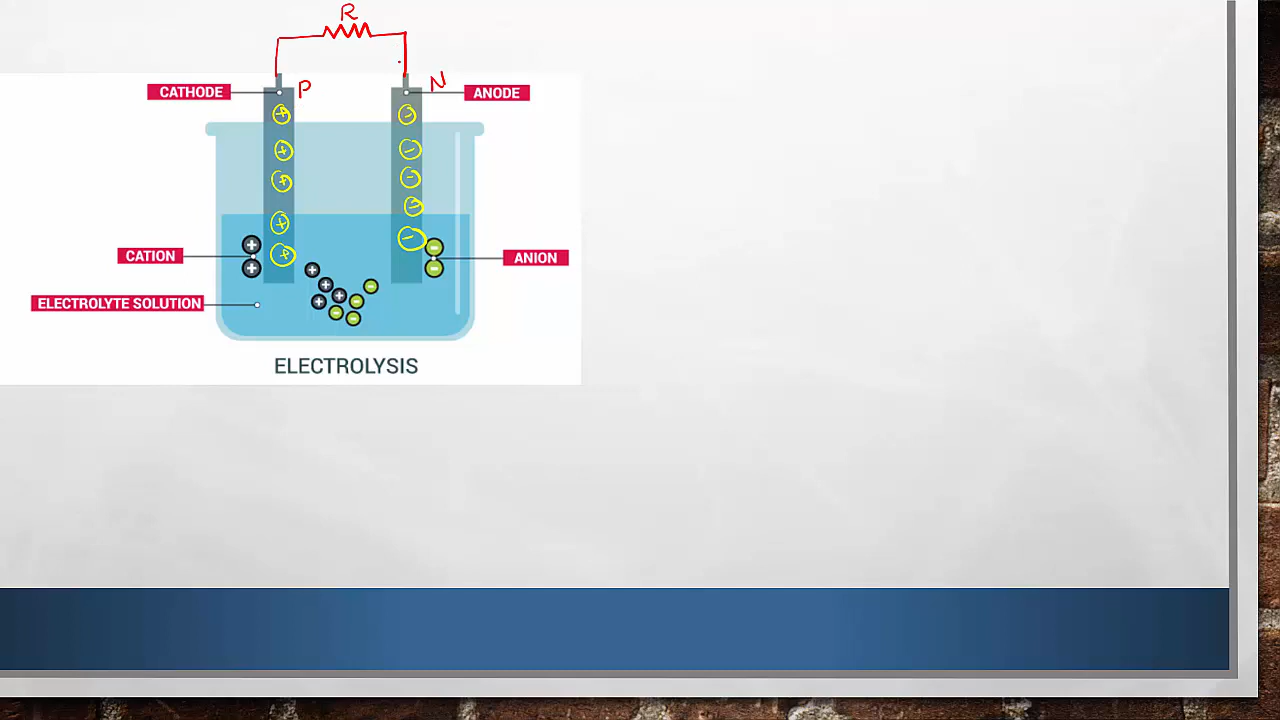 R
P
N
CATHODE
ANODE
+
+
+
+
+
-
-
-
-
-
+
+
-
-
CATION
ANION
+
+
+
+
-
-
-
-
ELECTROLYTE SOLUTION
ELECTROLYSIS